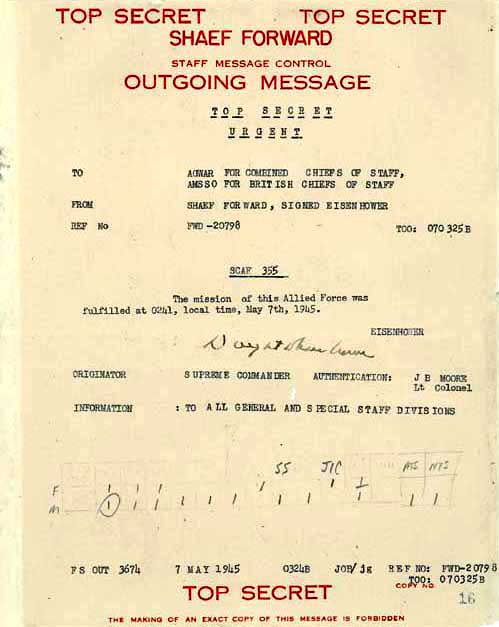 TOP SECRET TOP SECRET
SHAEF FORWARD
STAFF MESSAGE CONTROL
OUTGOING MESSAGE
TOP SECRET
URGENT
TO AGWAR FOR COMBINED CHIEFS OF STAFF,
AMSSO FOR BRITISH CHIEFS OF STAFF
FROM SHAEF FORWARD, SIGNED EISENHOWER
REF No FWD-20798 TOO: 070325B
SCAF 355
The mission of this Allied Force was
fulfilled at 0241, local time, May 7th, 1945.
EISENHOWER
Dwight D Eisenhower
ORIGINATOR SUPREME COMMANDER AUTHENTICATION: J B MOORE
Lt Colonel
INFORMATION : TO ALL GENERAL AND SPECIAL STAFF DIVISIONS
SS JIC MS NTS
F
M
FS OUT 3674 7 MAY 1945 0324B JOB/jg REF NO: FWD-20798
TOO: 070325B
COPY NO.
TOP SECRET 16
THE MAKING OF AN EXACT COPY OF THIS MESSAGE IS FORBIDDEN